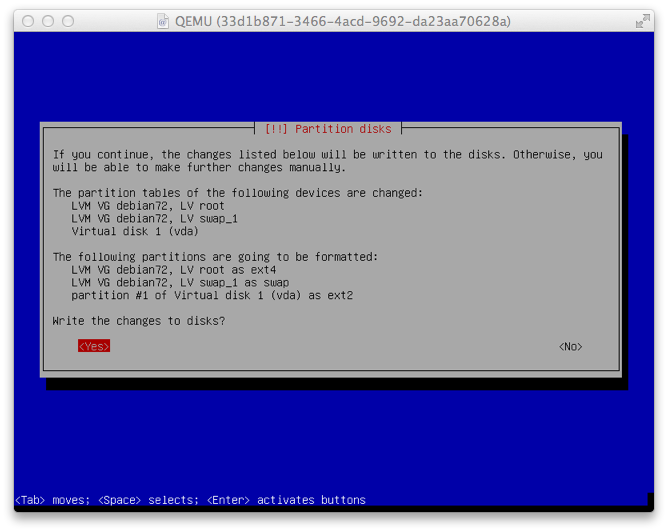 QEMU (33d1b871-3466-4acd-9692-da23aa70628a)
[!!] Partition disks
If you continue, the changes listed below will be written to the disks. Otherwise, you
will be able to make further changes manually.
The partition tables of the following devices are changed:
LVM VG debian72, LV root
LVM VG debian72, LV swap_1
Virtual disk 1 (vda)
The following partitions are going to be formatted:
LVM VG debian72, LV root as ext4
LVM VG debian72, LV swap_1 as swap
partition #1 of Virtual disk 1 (vda) as ext2
Write the changes to disks?
<Yes> <No>
<Tab> moves; <Space> selects; <Enter> activates buttons